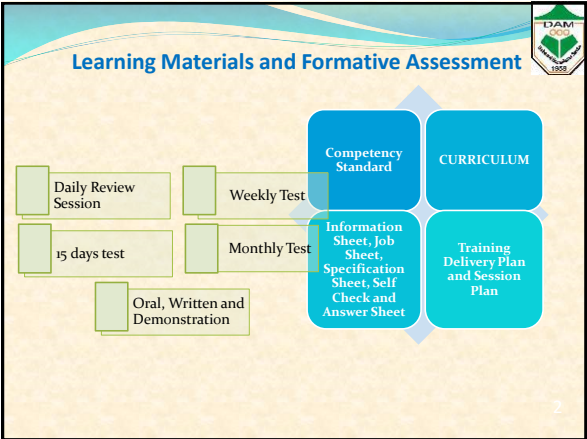 DAM
1958
Learning Materials and Formative Assessment
Daily Review
Session
Weekly Test
15 days test
Monthly Test
Oral, Written and
Demonstration
Competency
Standard
CURRICULUM
Information
Sheet, Job
Sheet,
Specification
Sheet, Self
Check and
Answer Sheet
Training
Delivery Plan
and Session
Plan
2